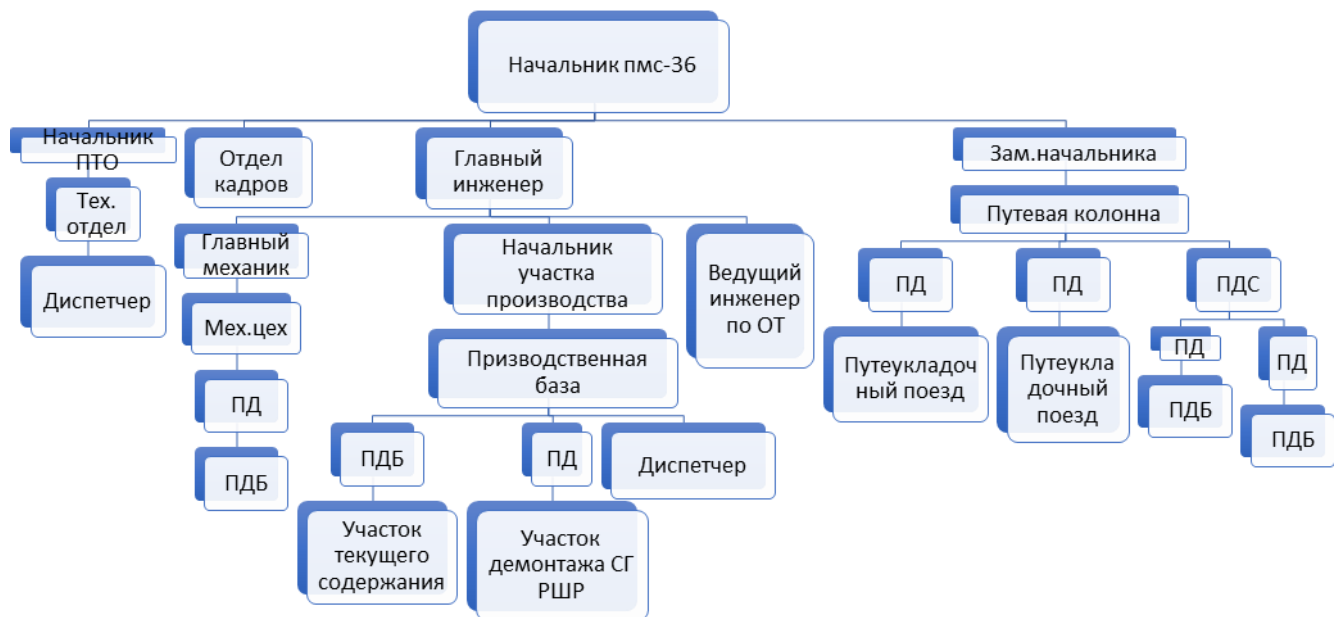 Начальник пмс-36
Начальник
ПТО
Отдел
кадров
Главный
инженер
Зам.начальника
Тех.
отдел
Диспетчер
Главный
механик
Мех.цех
ПД
ПДБ
Начальник
участка
производства
Призводственная
база
ПДБ
Участок
текущего
содержания
ПД
Участок
демонтажа СГ
РШР
Диспетчер
Ведущий
инженер
по ОТ
Путевая колонна
ПД
Путеукладоч
ный поезд
ПД
Путеукла
дочный
поезд
ПДС
ПД
ПДБ
ПД
ПДБ